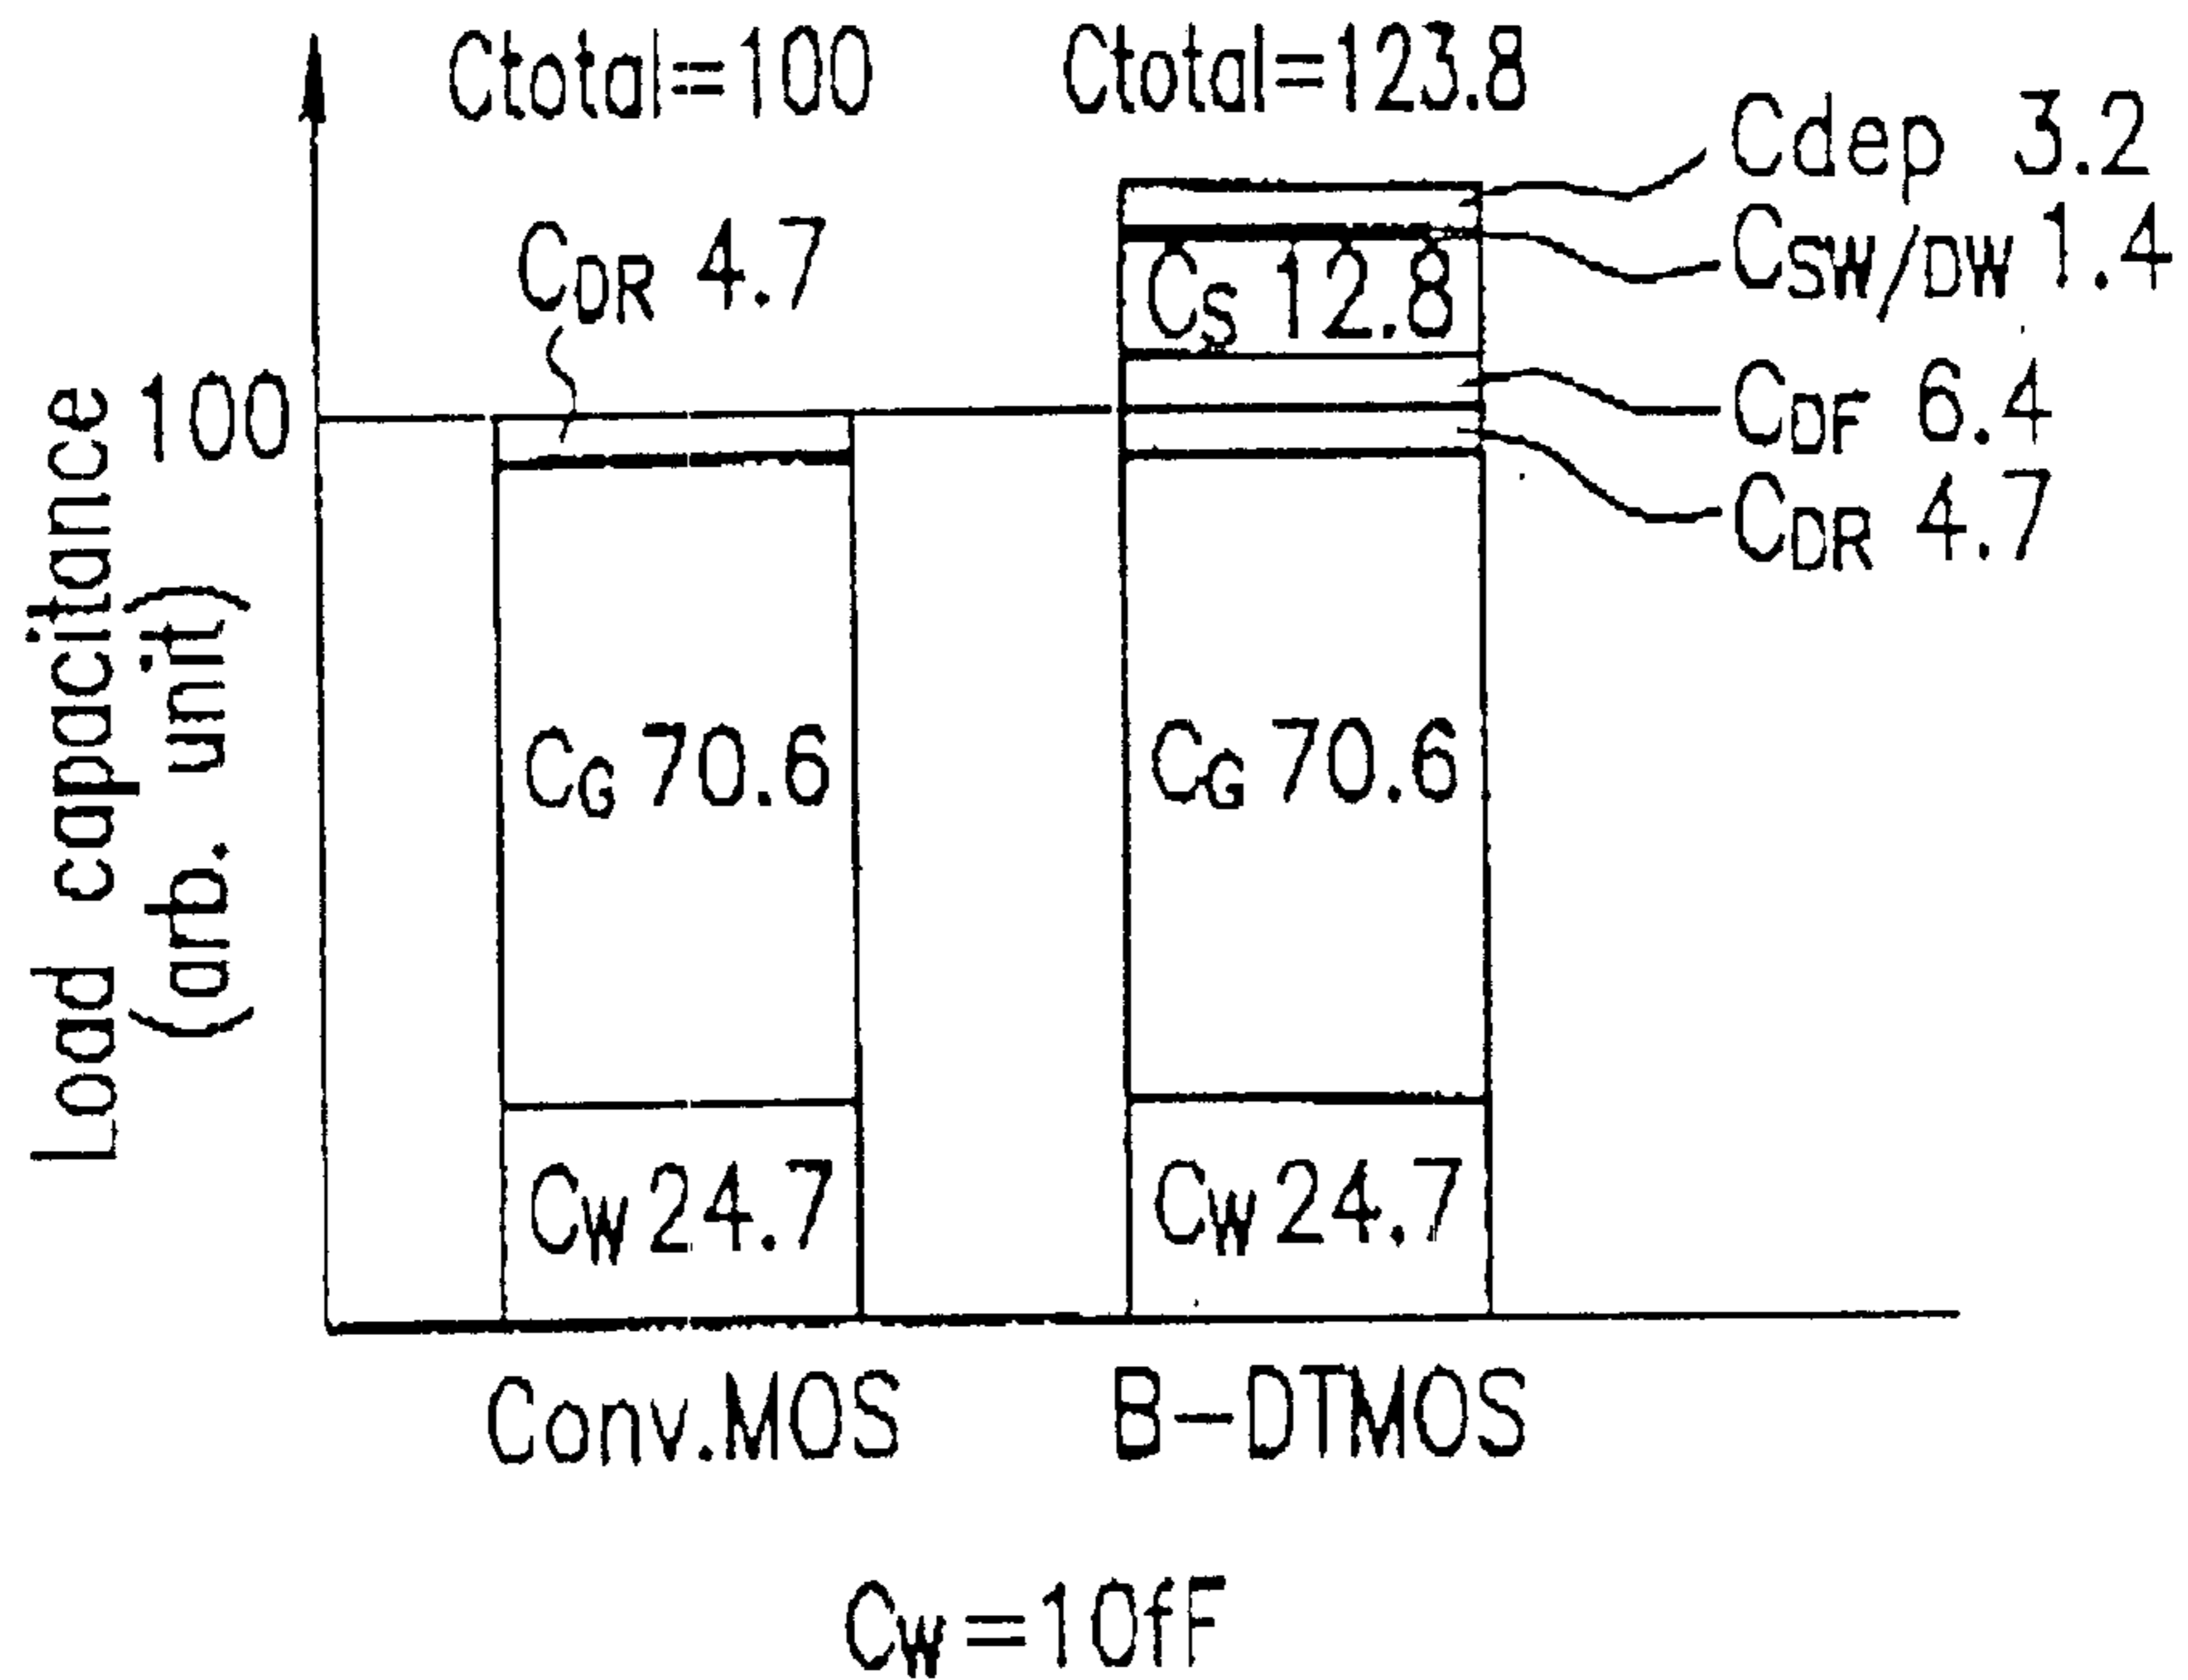 Ctotal=100
Ctotal=123.8
Cdep 3.2
CSW/DW 1.4
CDR 4.7
CS 12.8
100
CDF 6.4
CDR 4.7
Load capacitance
(arb. unit)
CG 70.6
CG 70.6
CW 24.7
CW 24.7
Conv.MOS
B-DTMOS
CW=10fF